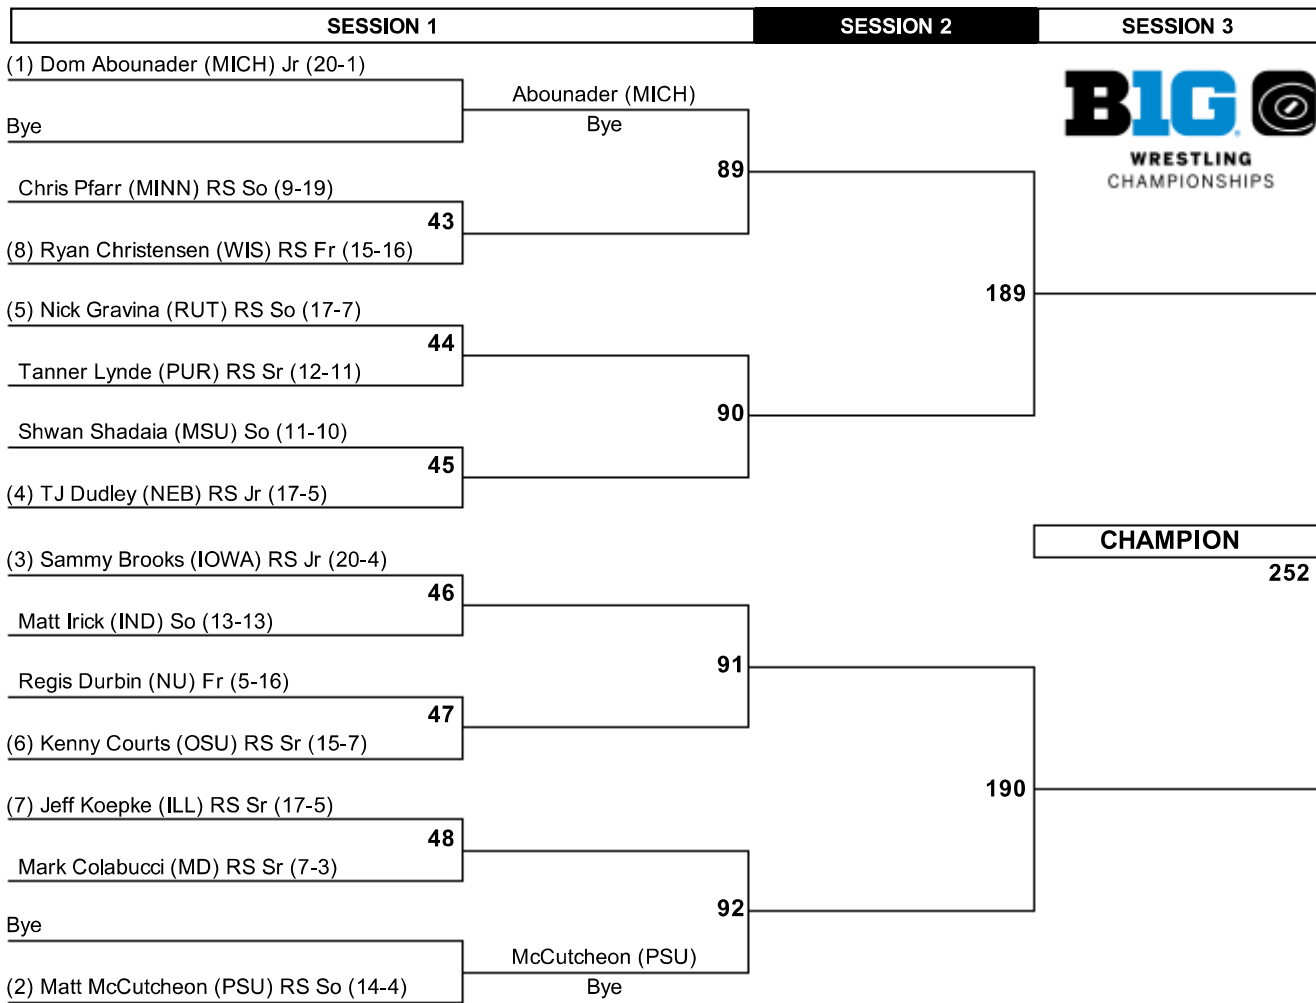 SESSION 1
SESSION 2
SESSION 3
(1) Dom Abounader (MICH) Jr (20-1)
Abounader (MICH)
Bye
Bye
89
Chris Pfarr (MINN) RS So (9-19)
43
(8) Ryan Christensen (WIS) RS Fr (15-16)
189
(5) Nick Gravina (RUT) RS So (17-7)
44
Tanner Lynde (PUR) RS Sr (12-11)
90
Shwan Shadaia (MSU) So (11-10)
45
(4) TJ Dudley (NEB) RS Jr (17-5)
B1G
WRESTLING
CHAMPIONSHIPS
CHAMPION
252
(3) Sammy Brooks (IOWA) RS Jr (20-4)
46
Matt Irick (IND) So (13-13)
91
Regis Durbin (NU) Fr (5-16)
47
(6) Kenny Courts (OSU) RS Sr (15-7)
190
(7) Jeff Koepke (ILL) RS Sr (17-5)
48
Mark Colabucci (MD) RS Sr (7-3)
92
Bye
McCutcheon (PSU)
Bye
(2) Matt McCutcheon (PSU) RS So (14-4)